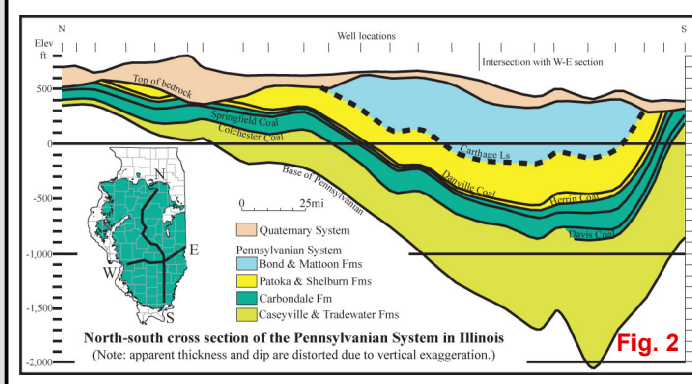 N
Well locations
S
Elev
ft
Intersection with W-E section
Top of bedrock
500
Springfield Coal
Colchester Coal
0
Carthage Ls
Base of Pennsylvanian
Danville Coal
Herrin Coal
N
0 25mi
-500
Davis Coal
Quaternary System
E
Pennsylvanian System
W
Bond & Mattoon Fms
-1,000
Patoka & Shelburn Fms
Carbondale Fm
S
Caseyville & Tradewater Fms
-1,500
North-south cross section of the Pennsylvanian System in Illinois
Fig. 2
(Note: apparent thickness and dip are distorted due to vertical exaggeration.)
-2,000